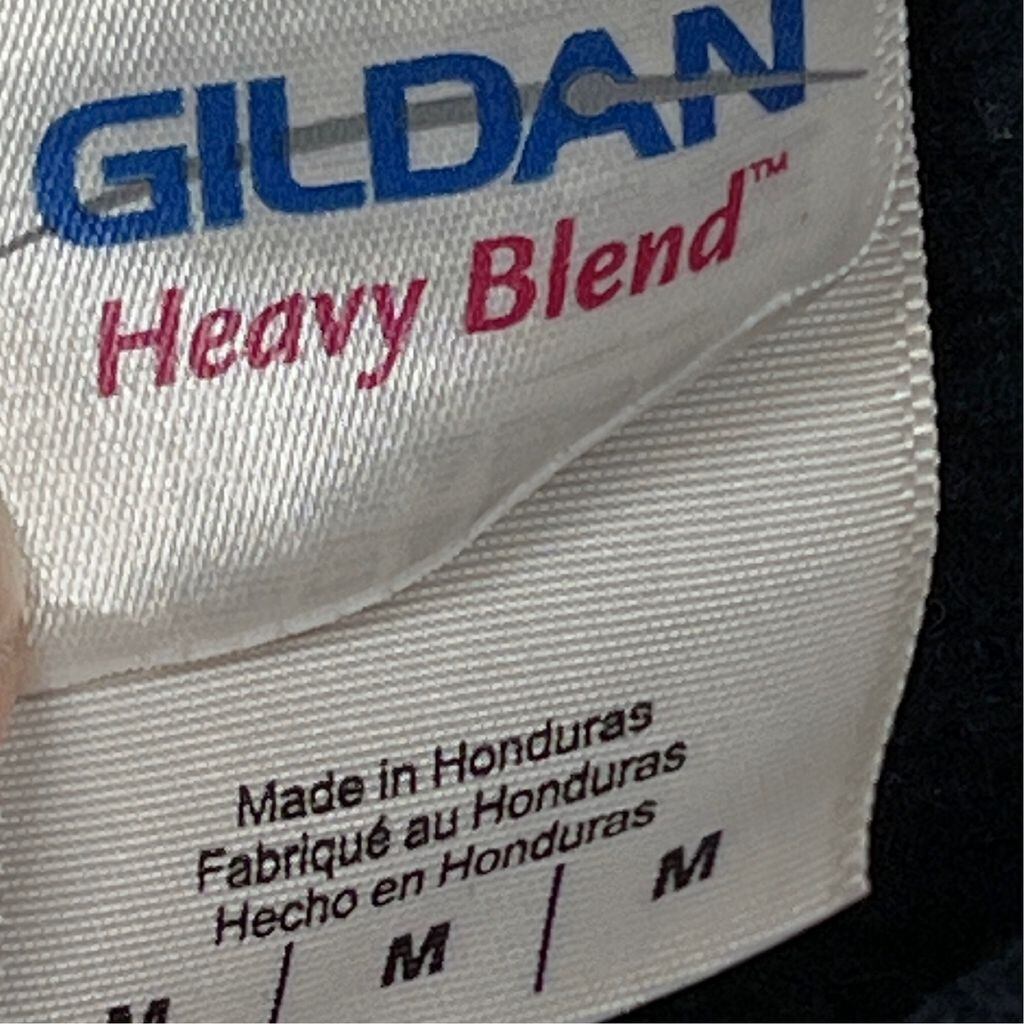 GILDAN
Heavy Blend™
Made in Honduras
Fabriqué au Honduras
Hecho en Honduras
M | M | M